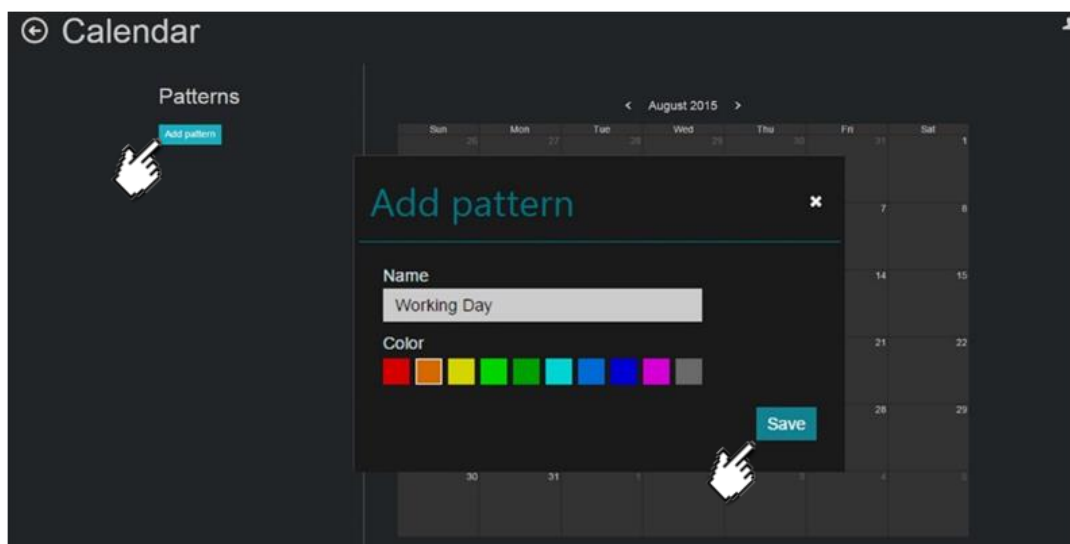 Calendar
Patterns
Add pattern
< August 2015 >
Sun Mon Tue Wed Thu Fri Sat
26 27 28 29 30 31 1
Add pattern
7 8
Name
14 15
Working Day
Color
21 22
28 29
Save
30 31 1 3 4 5